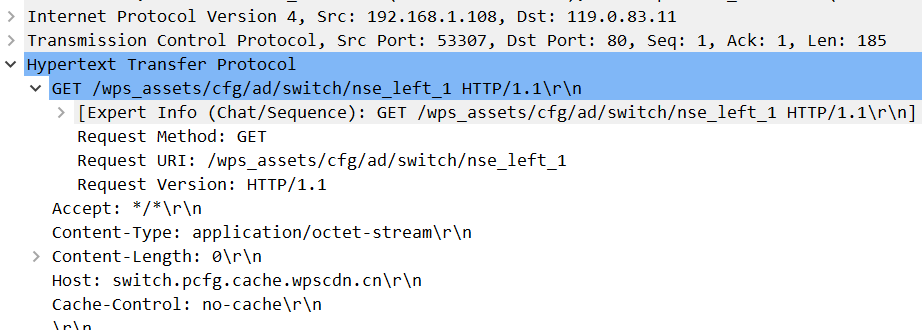 Internet Protocol Version 4, Src: 192.168.1.108, Dst: 119.0.83.11
Transmission Control Protocol, Src Port: 53307, Dst Port: 80, Seq: 1, Ack: 1, Len: 185
Hypertext Transfer Protocol
GET /wps_assets/cfg/ad/switch/nse_left_1 HTTP/1.1\r\n
[Expert Info (Chat/Sequence): GET /wps_assets/cfg/ad/switch/nse_left_1 HTTP/1.1\r\n]
Request Method: GET
Request URI: /wps_assets/cfg/ad/switch/nse_left_1
Request Version: HTTP/1.1
Accept: */*\r\n
Content-Type: application/octet-stream\r\n
Content-Length: 0\r\n
Host: switch.pcfg.cache.wpscdn.cn\r\n
Cache-Control: no-cache\r\n
\r\n